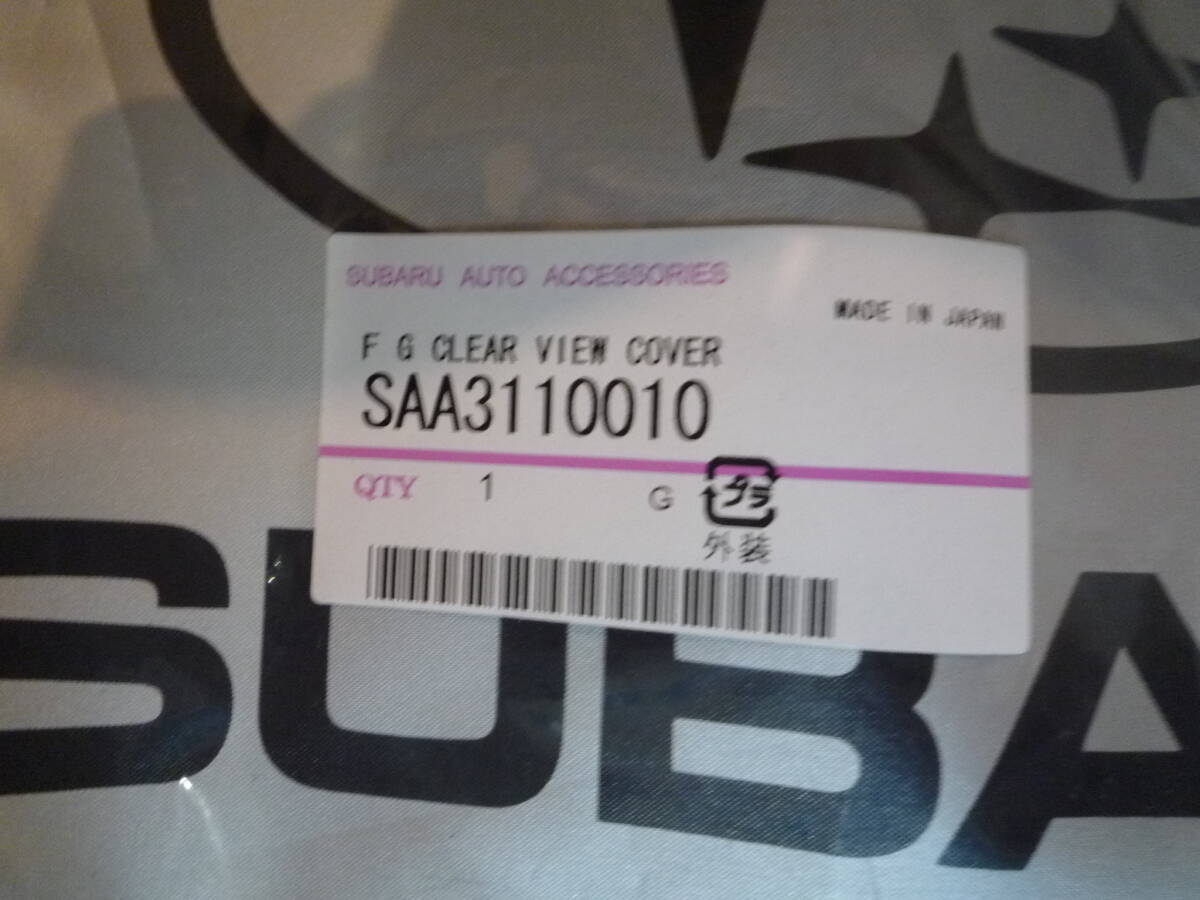 SUBARU AUTO ACCESSORIES
MADE IN JAPAN
F G CLEAR VIEW COVER
SAA3110010
QTY 1 G プラ
外装
SUBA